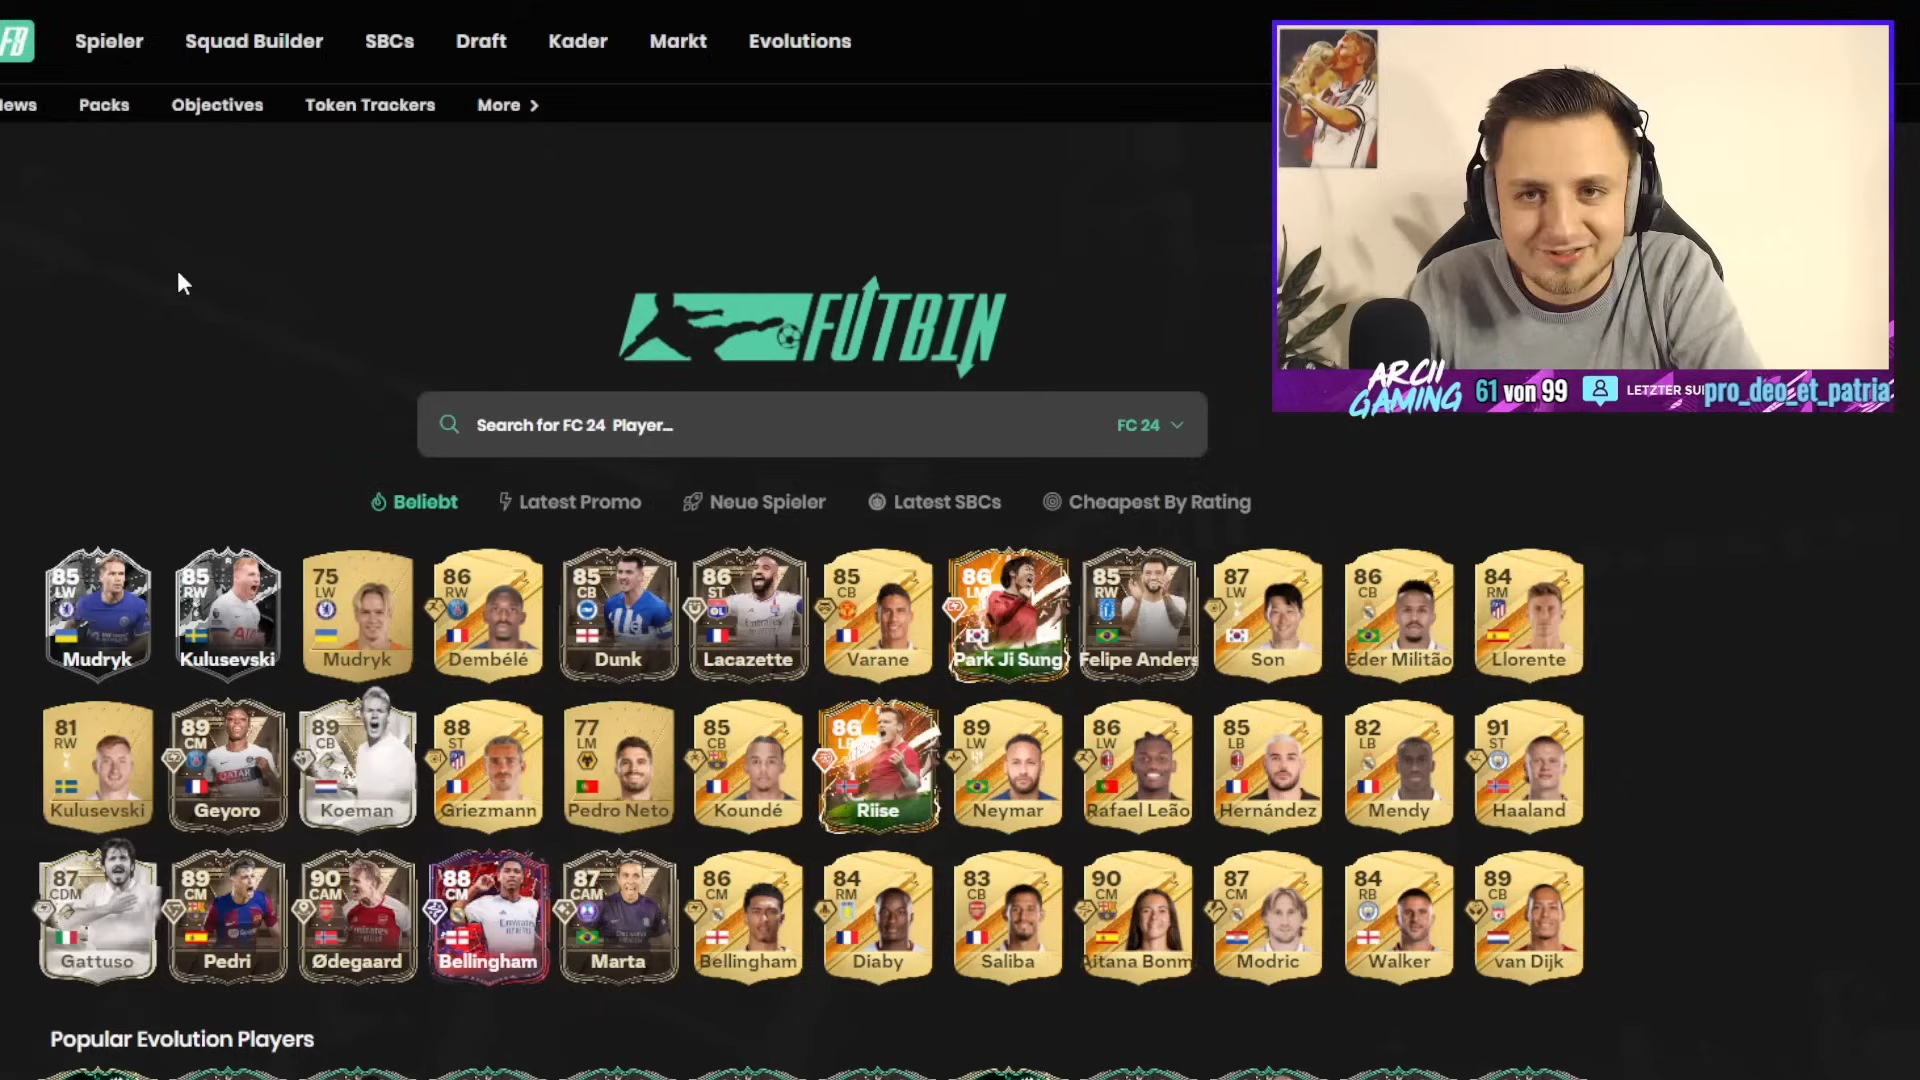 F8
Spieler Squad Builder SBCs Draft Kader Markt Evolutions
lews Packs Objectives Token Trackers More
FUTBIN
Search for FC 24 Player... FC 24
Beliebt Latest Promo Neue Spieler Latest SBCs Cheapest By Rating
ARCII
GAMING
61 von 99 LETZTER SU pro_deo_et_patria
85 85 75 86 85 86 85 86 85 87 86 84
LW RW LW RW CB ST CB LM RW LW CB RM
Mudryk Kulusevski Mudryk Dembélé Dunk Lacazette Varane Park Ji Sung Felipe Anders Son Éder Militão Llorente
81 89 89 88 77 85 86 89 86 85 82 91
RW CM CB ST LM CB LB LW LW LB LB ST
Kulusevski Geyoro Koeman Griezmann Pedro Neto Koundé Riise Neymar Rafael Leão Hernández Mendy Haaland
87 89 90 88 87 86 84 83 90 87 84 89
CDM CM CAM CM CAM CM RM CB CM CM RB CB
Gattuso Pedri Ødegaard Bellingham Marta Bellingham Diaby Saliba Aitana Bonm Modric Walker van Dijk
Popular Evolution Players